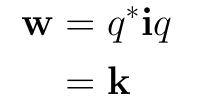 w = q*iq
= k